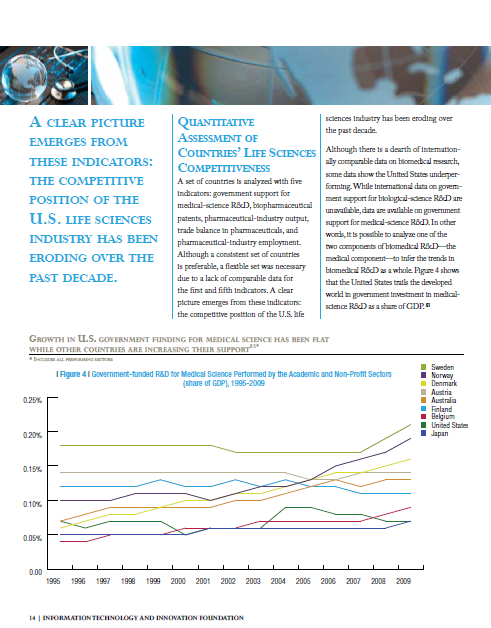 A CLEAR PICTURE
EMERGES FROM
THESE INDICATORS:
THE COMPETITIVE
POSITION OF THE
U.S. LIFE SCIENCES
INDUSTRY HAS BEEN
ERODING OVER THE
PAST DECADE.
QUANTITATIVE
ASSESSMENT OF
COUNTRIES' LIFE SCIENCES
COMPETITIVENESS
A set of countries is analyzed with five
indicators: government support for
medical-science R&D, biopharmaceutical
patents, pharmaceutical-industry output,
trade balance in pharmaceuticals, and
pharmaceutical-industry employment.
Although a consistent set of countries
is preferable, a flexible set was necessary
due to a lack of comparable data for
the first and fifth indicators. A clear
picture emerges from these indicators:
the competitive position of the U.S. life
sciences industry has been eroding over
the past decade.
Although there is a dearth of internation-
ally comparable data on biomedical research,
some data show the United States underper-
forming. While international data on govern-
ment support for biological-science R&D are
unavailable, data are available on government
support for medical-science R&D. In other
words, it is possible to analyze one of the
two components of biomedical R&D—the
medical component—to infer the trends in
biomedical R&D as a whole. Figure 4 shows
that the United States trails the developed
world in government investment in medical-
science R&D as a share of GDP.
GROWTH IN U.S. GOVERNMENT FUNDING FOR MEDICAL SCIENCE HAS BEEN FLAT
WHILE OTHER COUNTRIES ARE INCREASING THEIR SUPPORT
* INCLUDES ALL PERFORMING SECTORS
| Figure 4 | Government-funded R&D for Medical Science Performed by the Academic and Non-Profit Sectors
(share of GDP), 1995-2009
Sweden
Norway
Denmark
Austria
Australia
Finland
Belgium
United States
Japan
0.25%
0.20%
0.15%
0.10%
0.05%
0.00
1995 1996 1997 1998 1999 2000 2001 2002 2003 2004 2005 2006 2007 2008 2009
14 | INFORMATION TECHNOLOGY AND INNOVATION FOUNDATION